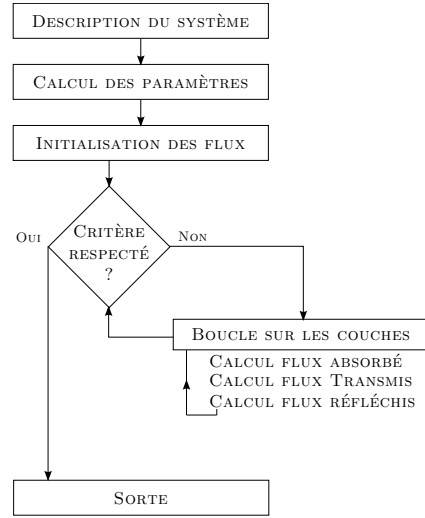 Description du système
Calcul des paramètres
Initialisation des flux
Critère
respecté
?
Oui
Non
Boucle sur les couches
Calcul flux absorbé
Calcul flux Transmis
Calcul flux réfléchis
Sorte